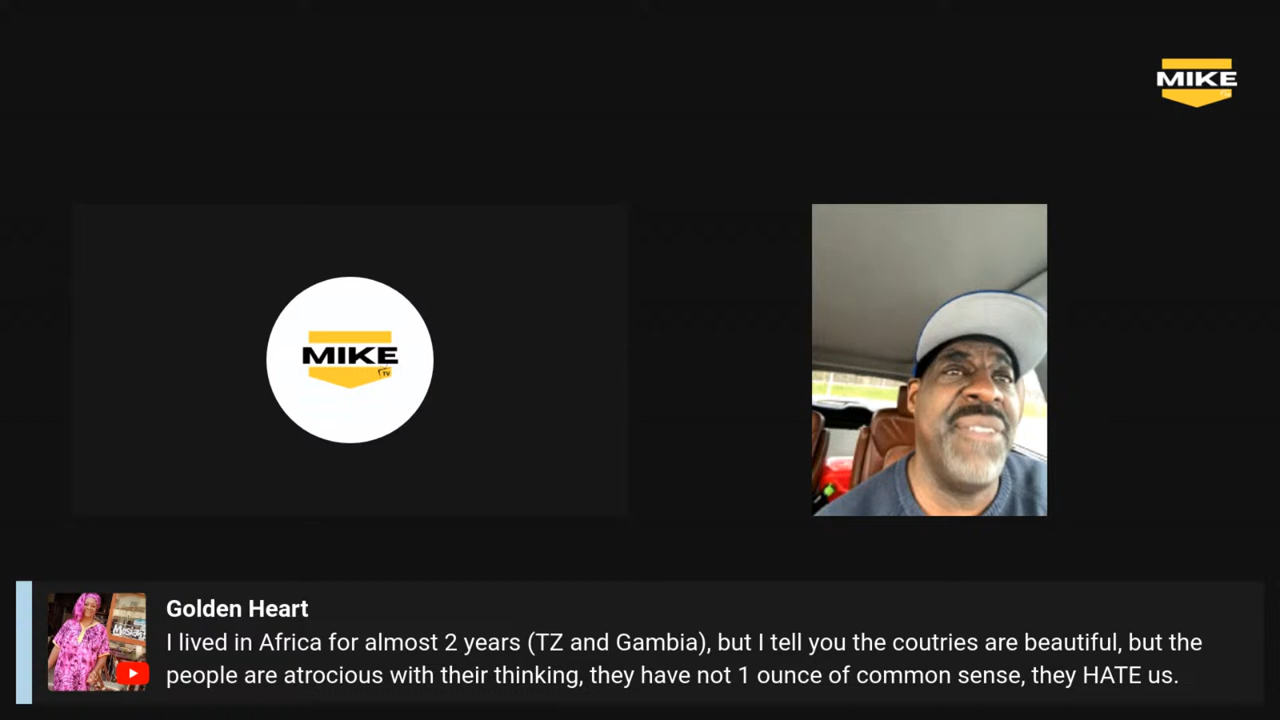 MIKE
MIKE
TV
Golden Heart
I lived in Africa for almost 2 years (TZ and Gambia), but I tell you the coutries are beautiful, but the
people are atrocious with their thinking, they have not 1 ounce of common sense, they HATE us.